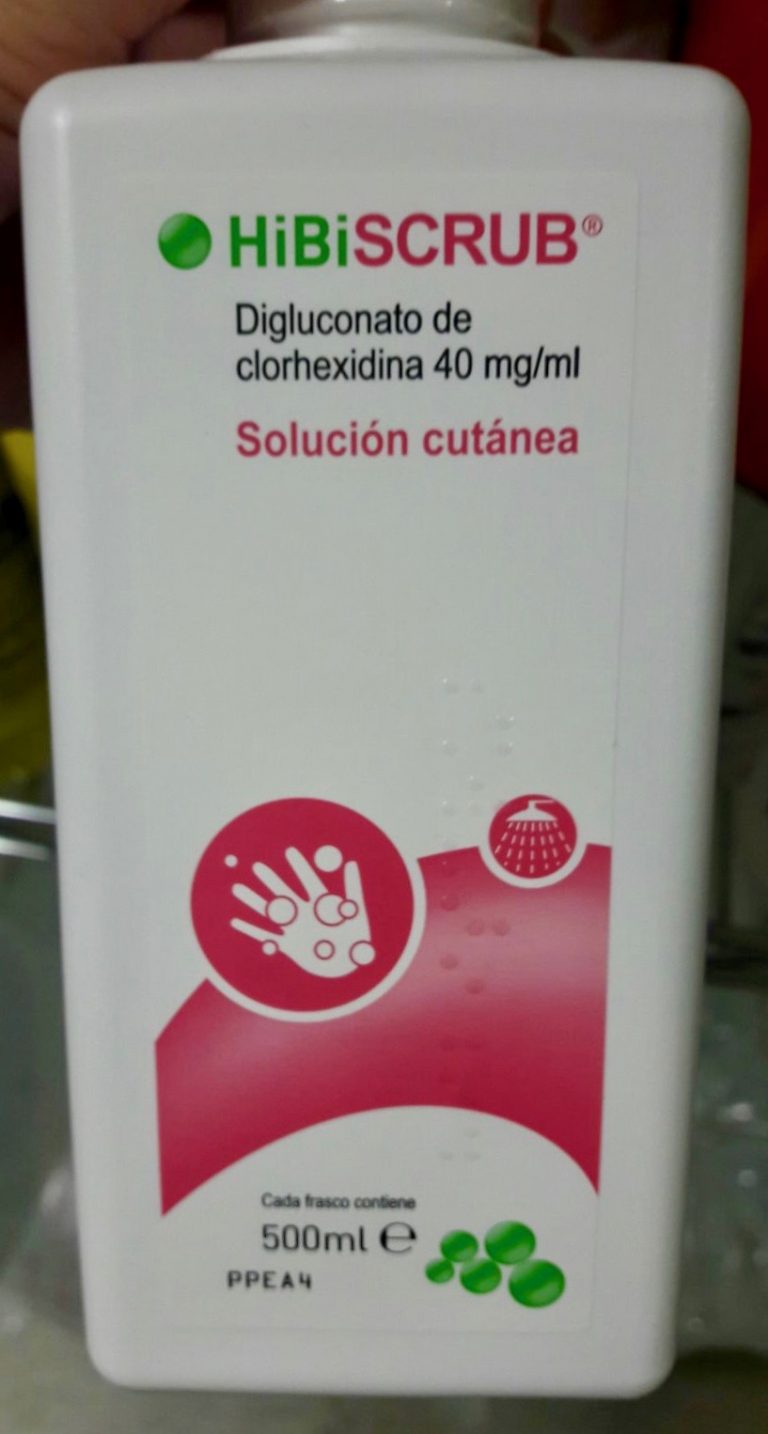 HiBiSCRUB®
Digluconato de
clorhexidina 40 mg/ml
Solución cutánea
Cada frasco contiene
500ml ℮
PPEA4